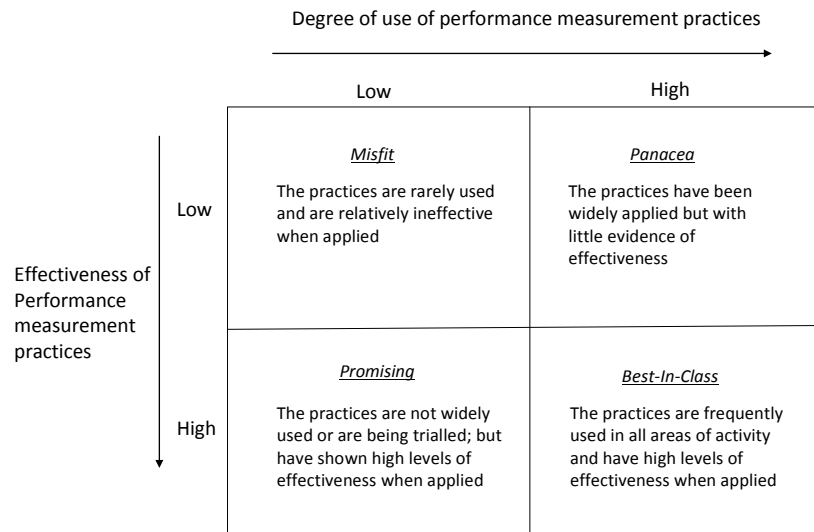 Degree of use of performance measurement practices
Low
High
Effectiveness of
Performance
measurement
practices
Low
Misfit
The practices are rarely used
and are relatively ineffective
when applied
Panacea
The practices have been
widely applied but with
little evidence of
effectiveness
High
Promising
The practices are not widely
used or are being trialled; but
have shown high levels of
effectiveness when applied
Best-In-Class
The practices are frequently
used in all areas of activity
and have high levels of
effectiveness when applied